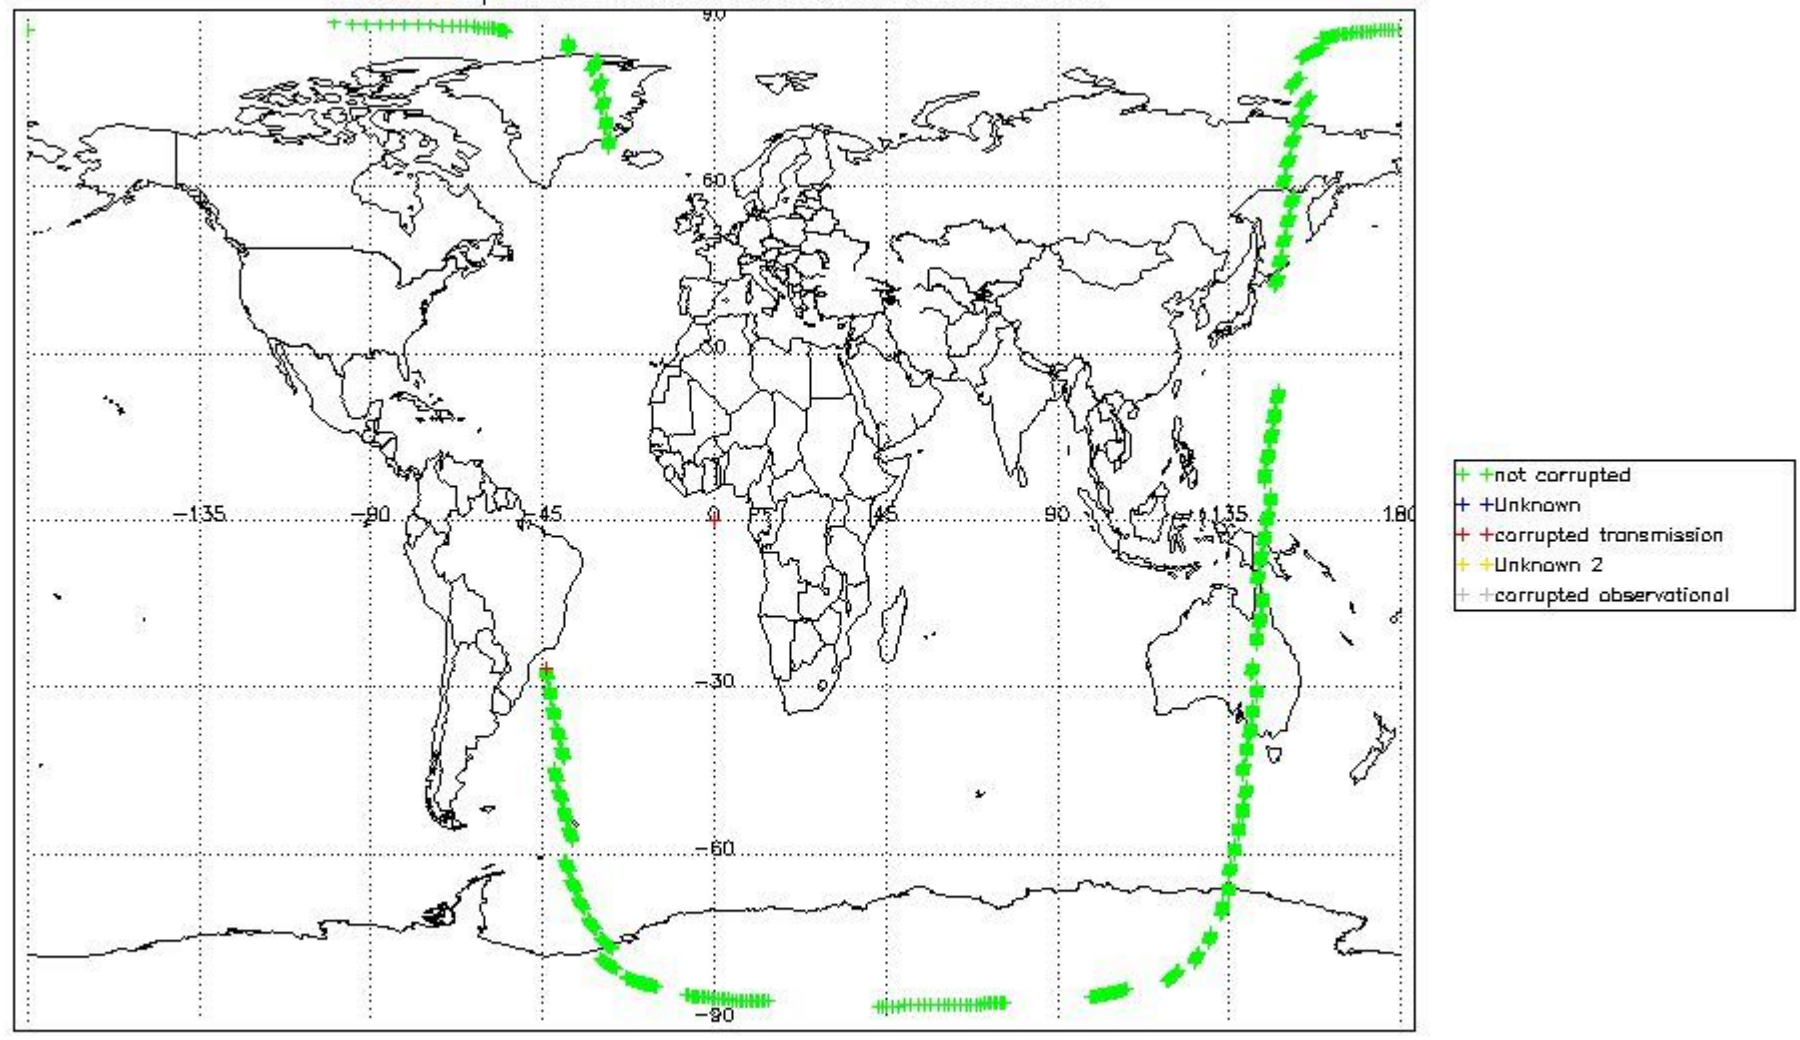 90
60
30
-135 -90 -45 0 45 90 135 180
-30
-60
-90
not corrupted
Unknown
corrupted transmission
Unknown 2
corrupted observational